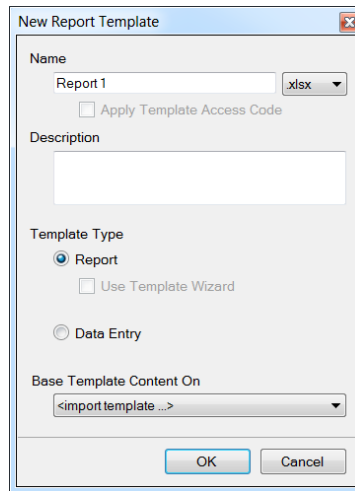 New Report Template
Name
Report 1
.xlsx
Apply Template Access Code
Description
Template Type
Report
Use Template Wizard
Data Entry
Base Template Content On
<import template ...>
OK Cancel